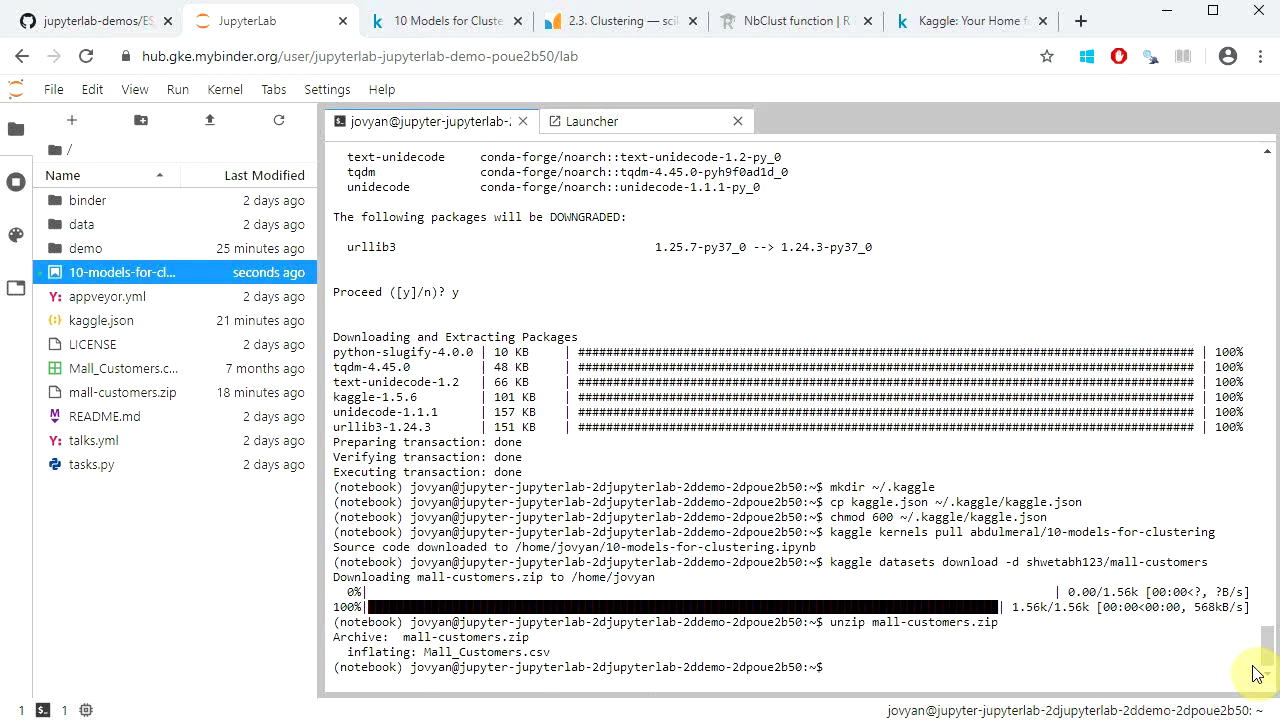 jupyterlab-demos/ES
JupyterLab
10 Models for Cluste
2.3. Clustering — sci
NbClust function | R
Kaggle: Your Home f
hub.gke.mybinder.org/user/jupyterlab-jupyterlab-demo-poue2b50/lab
File Edit View Run Kernel Tabs Settings Help
jovyan@jupyter-jupyterlab-2
Launcher
/
Name Last Modified
binder 2 days ago
data 2 days ago
demo 25 minutes ago
10-models-for-cl... seconds ago
appveyor.yml 2 days ago
kaggle.json 21 minutes ago
LICENSE 2 days ago
Mall_Customers.c... 7 months ago
mall-customers.zip 18 minutes ago
README.md 2 days ago
talks.yml 2 days ago
tasks.py 2 days ago
text-unidecode conda-forge/noarch::text-unidecode-1.2-py_0
tqdm conda-forge/noarch::tqdm-4.45.0-pyh9f0ad1d_0
unidecode conda-forge/noarch::unidecode-1.1.1-py_0
The following packages will be DOWNGRADED:
urllib3 1.25.7-py37_0 --> 1.24.3-py37_0
Proceed ([y]/n)? y
Downloading and Extracting Packages
python-slugify-4.0.0 | 10 KB | ######################################################################################## | 100%
tqdm-4.45.0 | 48 KB | ######################################################################################## | 100%
text-unidecode-1.2 | 66 KB | ######################################################################################## | 100%
kaggle-1.5.6 | 101 KB | ######################################################################################## | 100%
unidecode-1.1.1 | 157 KB | ######################################################################################## | 100%
urllib3-1.24.3 | 151 KB | ######################################################################################## | 100%
Preparing transaction: done
Verifying transaction: done
Executing transaction: done
(notebook) jovyan@jupyter-jupyterlab-2djupyterlab-2ddemo-2dpoue2b50:~$ mkdir ~/.kaggle
(notebook) jovyan@jupyter-jupyterlab-2djupyterlab-2ddemo-2dpoue2b50:~$ cp kaggle.json ~/.kaggle/kaggle.json
(notebook) jovyan@jupyter-jupyterlab-2djupyterlab-2ddemo-2dpoue2b50:~$ chmod 600 ~/.kaggle/kaggle.json
(notebook) jovyan@jupyter-jupyterlab-2djupyterlab-2ddemo-2dpoue2b50:~$ kaggle kernels pull abdulmeral/10-models-for-clustering
Source code downloaded to /home/jovyan/10-models-for-clustering.ipynb
(notebook) jovyan@jupyter-jupyterlab-2djupyterlab-2ddemo-2dpoue2b50:~$ kaggle datasets download -d shwetabh123/mall-customers
Downloading mall-customers.zip to /home/jovyan
0%| | 0.00/1.56k [00:00<?, ?B/s]
100%| | 1.56k/1.56k [00:00<00:00, 568kB/s]
(notebook) jovyan@jupyter-jupyterlab-2djupyterlab-2ddemo-2dpoue2b50:~$ unzip mall-customers.zip
Archive: mall-customers.zip
inflating: Mall_Customers.csv
(notebook) jovyan@jupyter-jupyterlab-2djupyterlab-2ddemo-2dpoue2b50:~$
1 1 jovyan@jupyter-jupyterlab-2djupyterlab-2ddemo-2dpoue2b50: ~